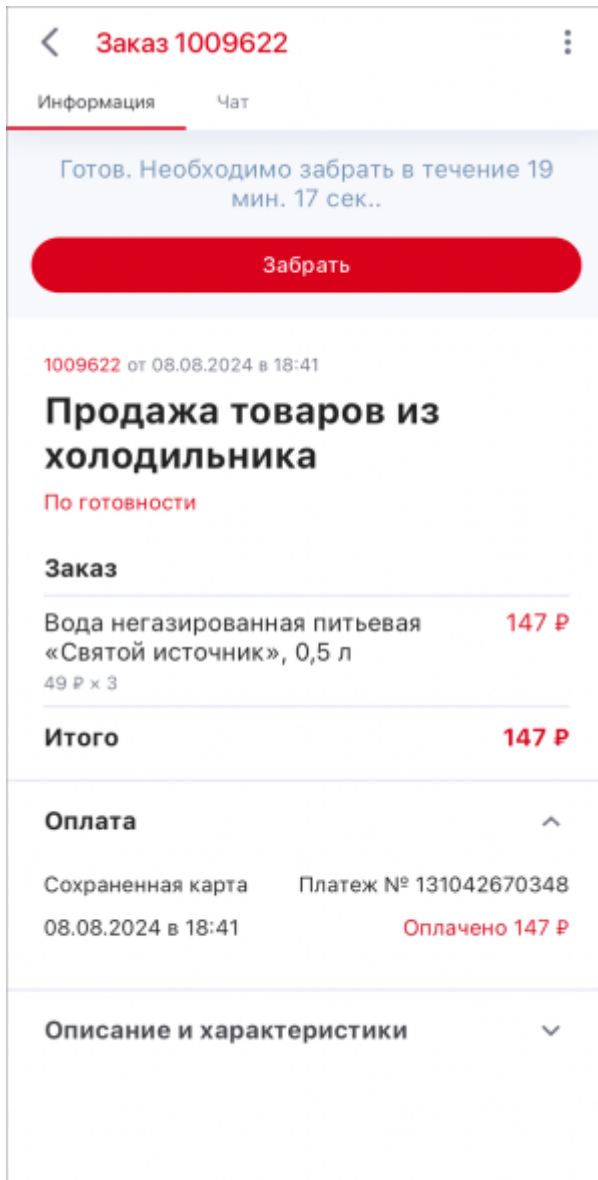 Заказ 1009622
Информация Чат
Готов. Необходимо забрать в течение 19
мин. 17 сек..
Забрать
1009622 от 08.08.2024 в 18:41
Продажа товаров из
холодильника
По готовности
Заказ
Вода негазированная питьевая 147 ₽
«Святой источник», 0,5 л
49 ₽ × 3
Итого 147 ₽
Оплата
Сохраненная карта Платеж № 131042670348
08.08.2024 в 18:41 Оплачено 147 ₽
Описание и характеристики